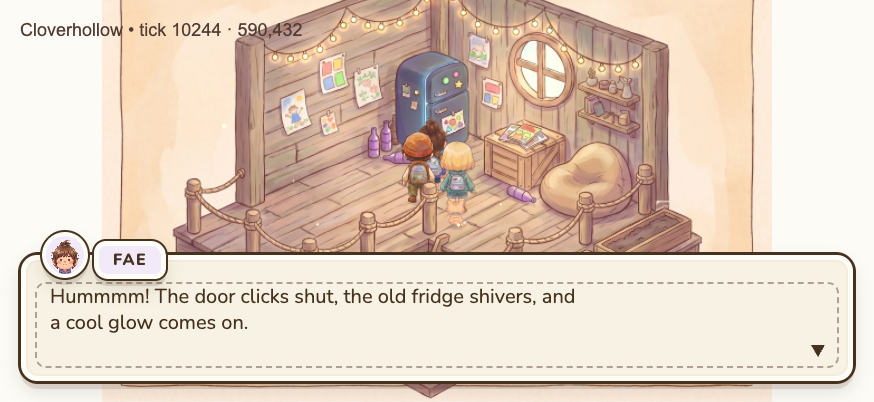 Cloverhollow • tick 10244 · 590,432
FAE
Hummmm! The door clicks shut, the old fridge shivers, and
a cool glow comes on.